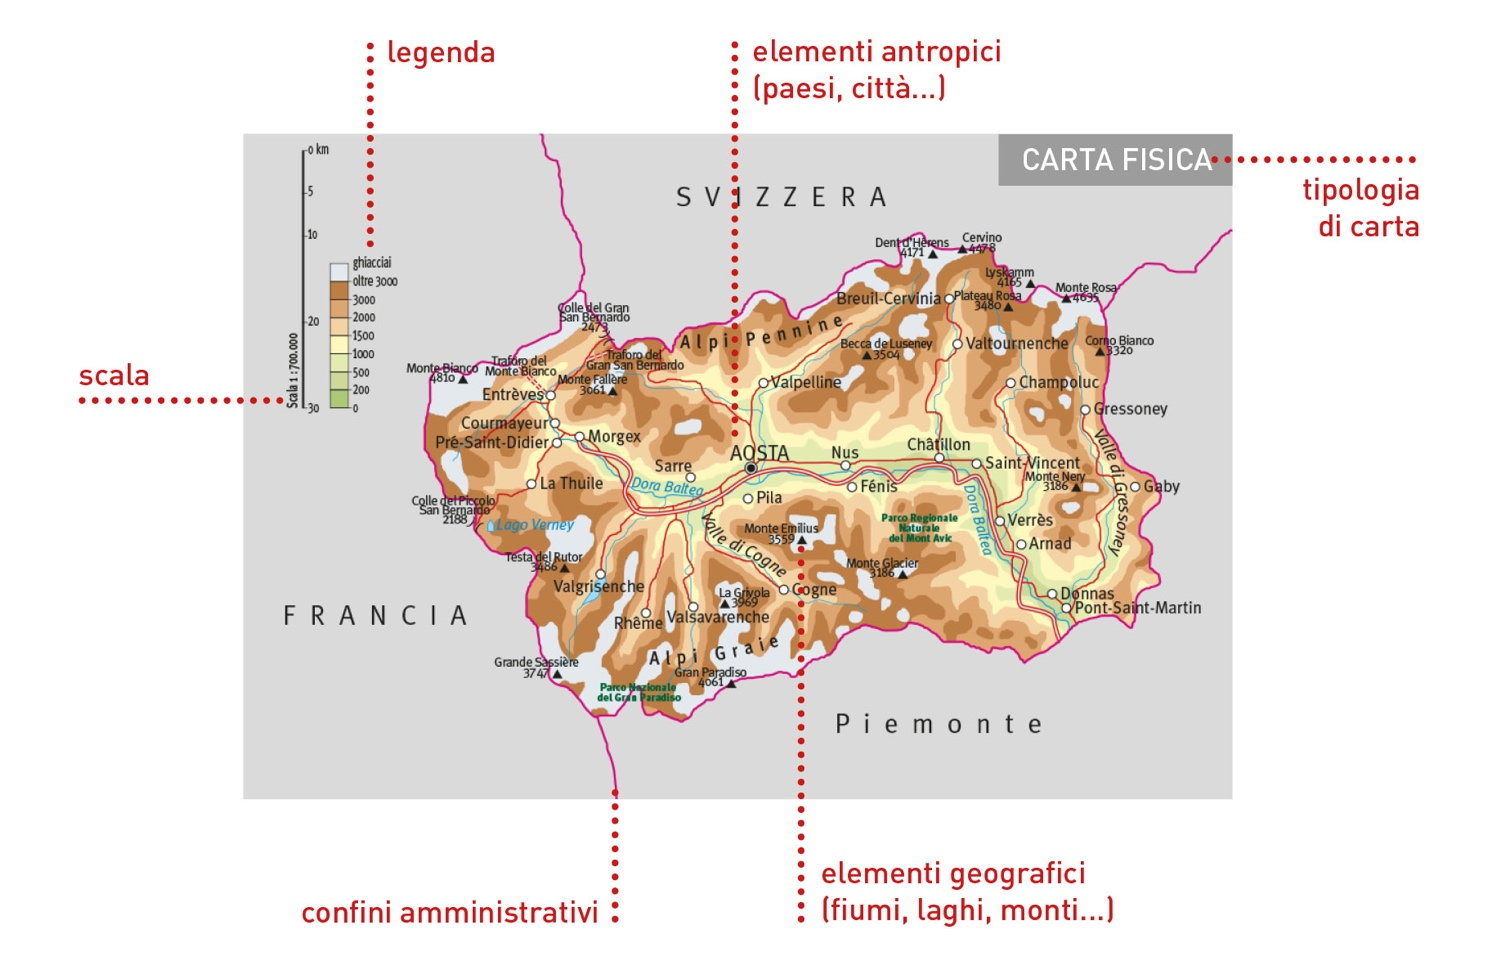 legenda
elementi antropici
(paesi, città...)
CARTA FISICA
tipologia
di carta
scala
0 km
5
10
20
30
Scala 1 : 700.000
ghiacciai
oltre 3000
3000
2000
1500
1000
500
200
0
SVIZZERA
FRANCIA
Piemonte
Dent d'Hérens
4171
Cervino
4478
Lyskamm
4165
Monte Rosa
4635
Breuil-Cervinia
Plateau Rosa
3480
Colle del Gran
San Bernardo
2473
Alpi Pennine
Becca de Luseney
3504
Valtournenche
Corno Bianco
3320
Traforo del
Gran San Bernardo
Traforo del
Monte Bianco
Monte Bianco
4810
Monte Fallère
3061
Valpelline
Champoluc
Entrèves
Gressoney
Courmayeur
Pré-Saint-Didier
Morgex
AOSTA
Nus
Châtillon
Saint-Vincent
Valle di Gressoney
Sarre
Monte Nery
3186
Gaby
La Thuile
Dora Baltea
Pila
Fénis
Dora Baltea
Colle del Piccolo
San Bernardo
2188
Lago Verney
Valle di Cogne
Monte Emilius
3559
Parco Regionale
Naturale
del Mont Avic
Verrès
Arnad
Testa del Rutor
3486
Monte Glacier
3186
Valgrisenche
La Grivola
3969
Cogne
Donnas
Pont-Saint-Martin
Rhême
Valsavarenche
Alpi Graie
Grande Sassière
3747
Gran Paradiso
4061
Parco Nazionale
del Gran Paradiso
confini amministrativi
elementi geografici
(fiumi, laghi, monti...)